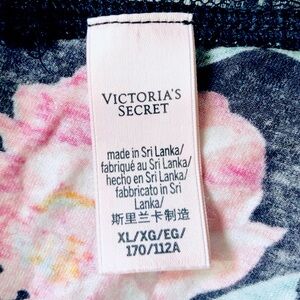 VICTORIA'S
SECRET
made in Sri Lanka/
fabriqué au Sri Lanka/
hecho en Sri Lanka/
fabbricato in Sri
Lanka/
斯里兰卡制造
XL/XG/EG/
170/112A